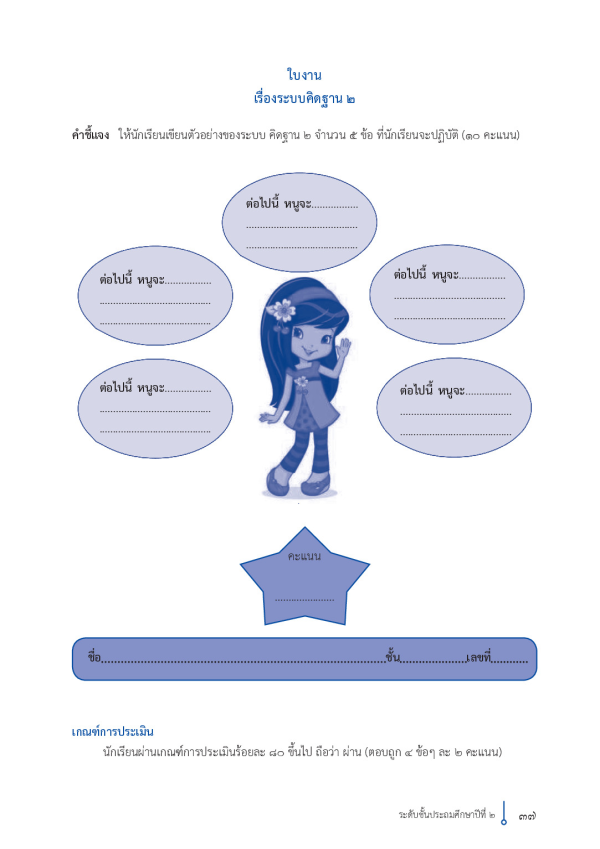 ใบงาน
เรื่องระบบคิดฐาน ๒
คำชี้แจง ให้นักเรียนเขียนตัวอย่างของระบบ คิดฐาน ๒ จำนวน ๕ ข้อ ที่นักเรียนจะปฏิบัติ (๑๐ คะแนน)
ต่อไปนี้ หนูจะ................
........................................
........................................
ต่อไปนี้ หนูจะ................
........................................
........................................
ต่อไปนี้ หนูจะ................
........................................
........................................
ต่อไปนี้ หนูจะ................
........................................
........................................
ต่อไปนี้ หนูจะ................
........................................
........................................
คะแนน
.....................
ชื่อ.......................................................................................ชั้น.....................เลขที่...........
เกณฑ์การประเมิน
นักเรียนผ่านเกณฑ์การประเมินร้อยละ ๘๐ ขึ้นไป ถือว่า ผ่าน (ตอบถูก ๔ ข้อๆ ละ ๒ คะแนน)
ระดับชั้นประถมศึกษาปีที่ ๒ ๓๗